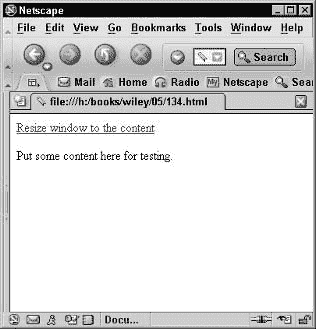 Netscape
File Edit View Go Bookmarks Tools Window Help
Search
Mail Home Radio My Netscape Sear
file:///h:/books/wiley/05/134.html
Resize window to the content
Put some content here for testing.
Docu...